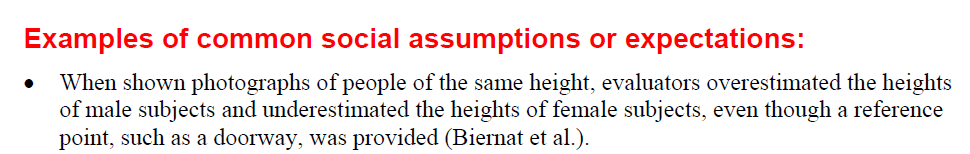 Examples of common social assumptions or expectations:
• When shown photographs of people of the same height, evaluators overestimated the heights
of male subjects and underestimated the heights of female subjects, even though a reference
point, such as a doorway, was provided (Biernat et al.).